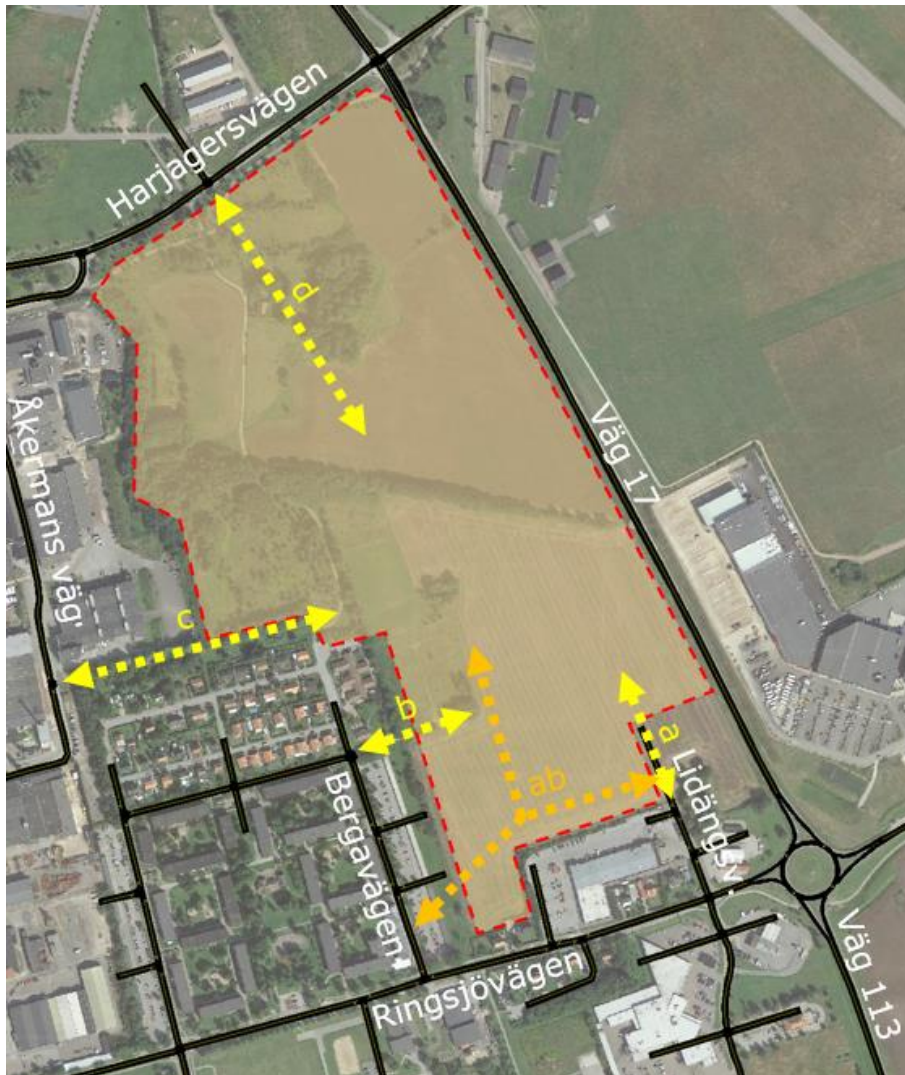 Harjagersvägen
d
Åkermans väg
Väg 17
c
b
a
ab
Lidängsv.
Bergavägen
Ringsjövägen
Väg 113